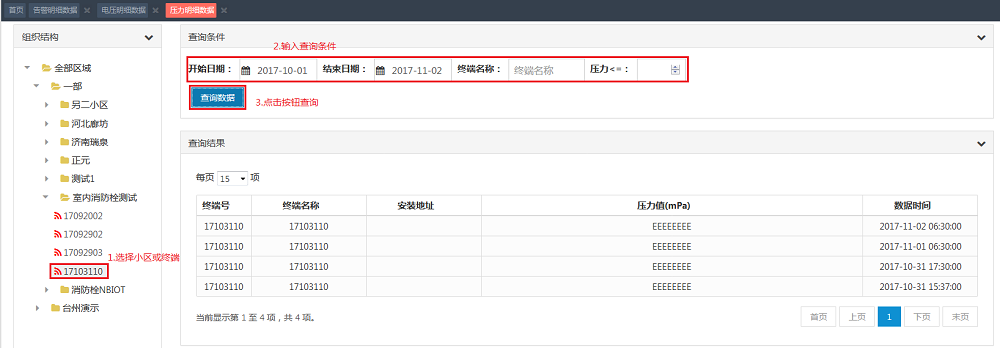 首页 告警明细数据 电压明细数据 压力明细数据
组织结构
全部区域
一部
另二小区
河北廊坊
济南瑞泉
正元
测试1
室内消防栓测试
17092002
17092902
17092903
17103110
消防栓NBIOT
台州演示
1.选择小区或终端
查询条件
2.输入查询条件
开始日期： 2017-10-01 结束日期： 2017-11-02 终端名称： 终端名称 压力<=：
查询数据 3.点击按钮查询
查询结果
每页 15 项
终端号 终端名称 安装地址 压力值(mPa) 数据时间
17103110 17103110 EEEEEEEE 2017-11-02 06:30:00
17103110 17103110 EEEEEEEE 2017-11-01 06:30:00
17103110 17103110 EEEEEEEE 2017-10-31 17:30:00
17103110 17103110 EEEEEEEE 2017-10-31 15:37:00
当前显示第 1 至 4 项，共 4 项。 首页 上页 1 下页 末页